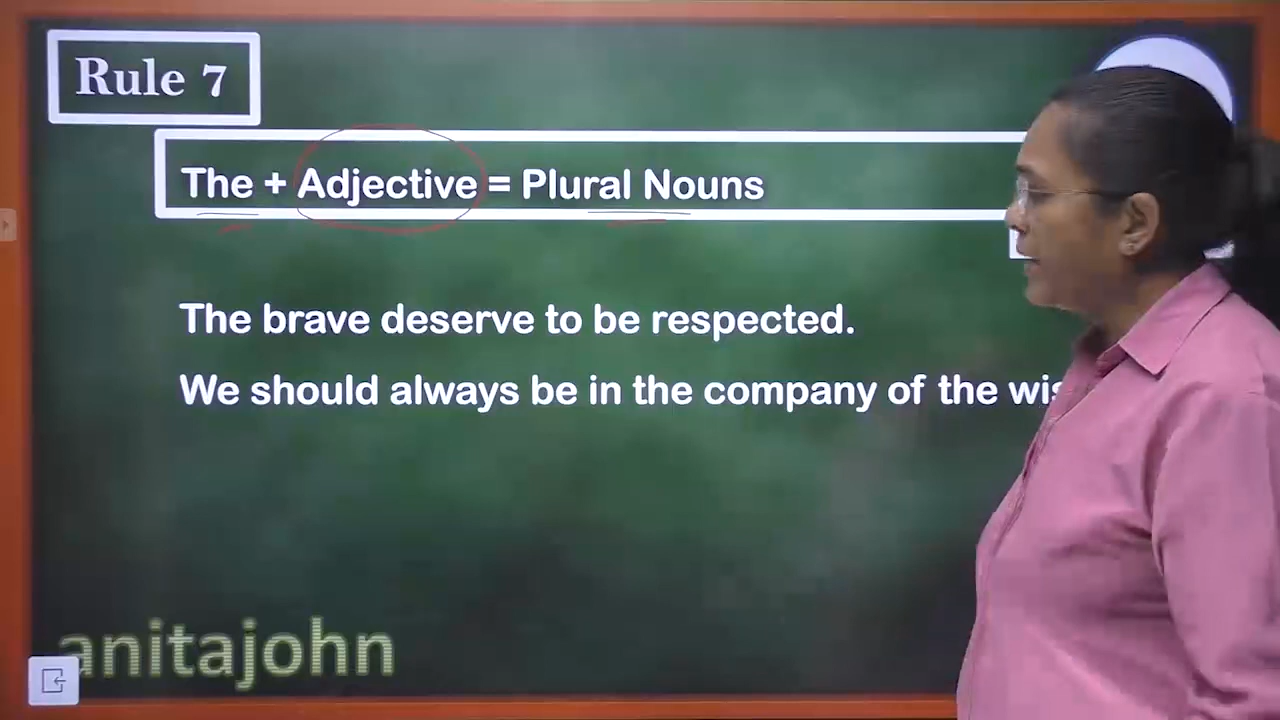 Rule 7
The + Adjective = Plural Nouns
The brave deserve to be respected.
We should always be in the company of the
anitajohn